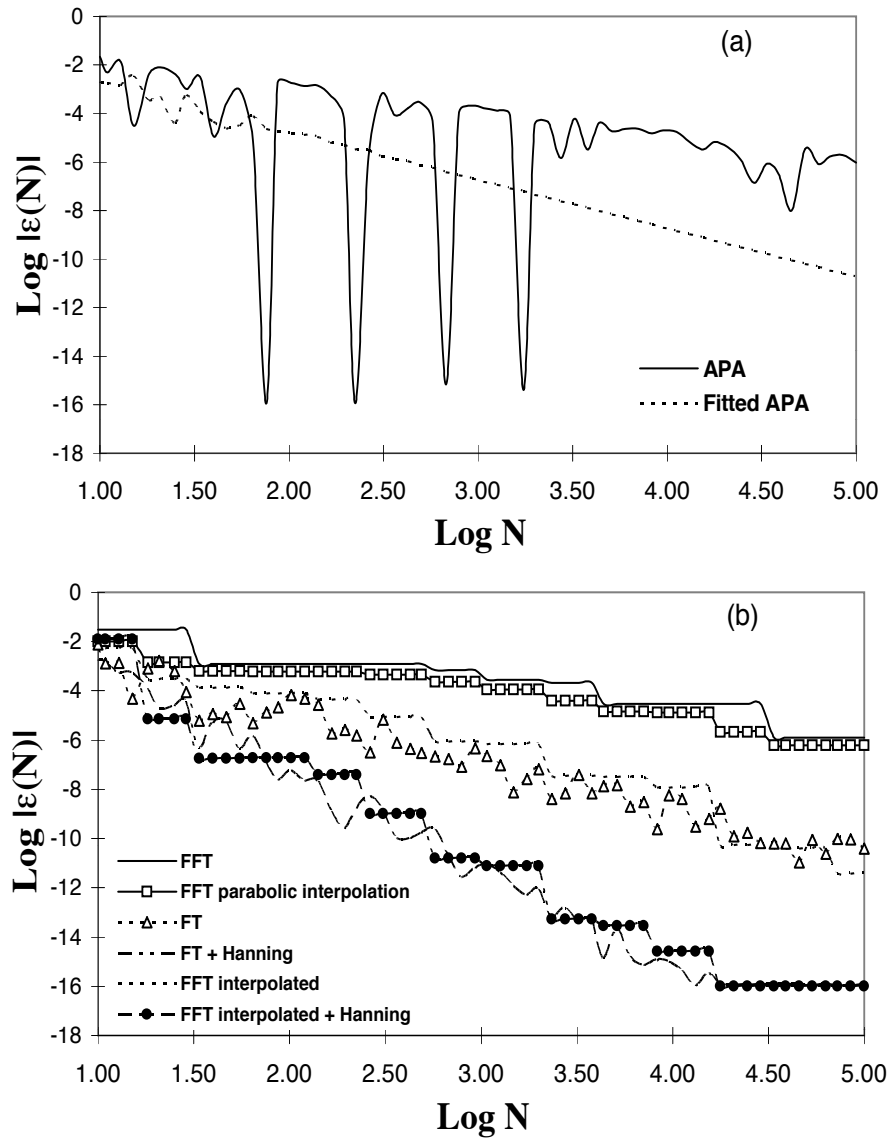 (a)
0
-2
-4
-6
-8
-10
-12
-14
-16
-18
Log |ε(N)|
APA
Fitted APA
1.00 1.50 2.00 2.50 3.00 3.50 4.00 4.50 5.00
Log N
(b)
0
-2
-4
-6
-8
-10
-12
-14
-16
-18
Log |ε(N)|
FFT
FFT parabolic interpolation
FT
FT + Hanning
FFT interpolated
FFT interpolated + Hanning
1.00 1.50 2.00 2.50 3.00 3.50 4.00 4.50 5.00
Log N